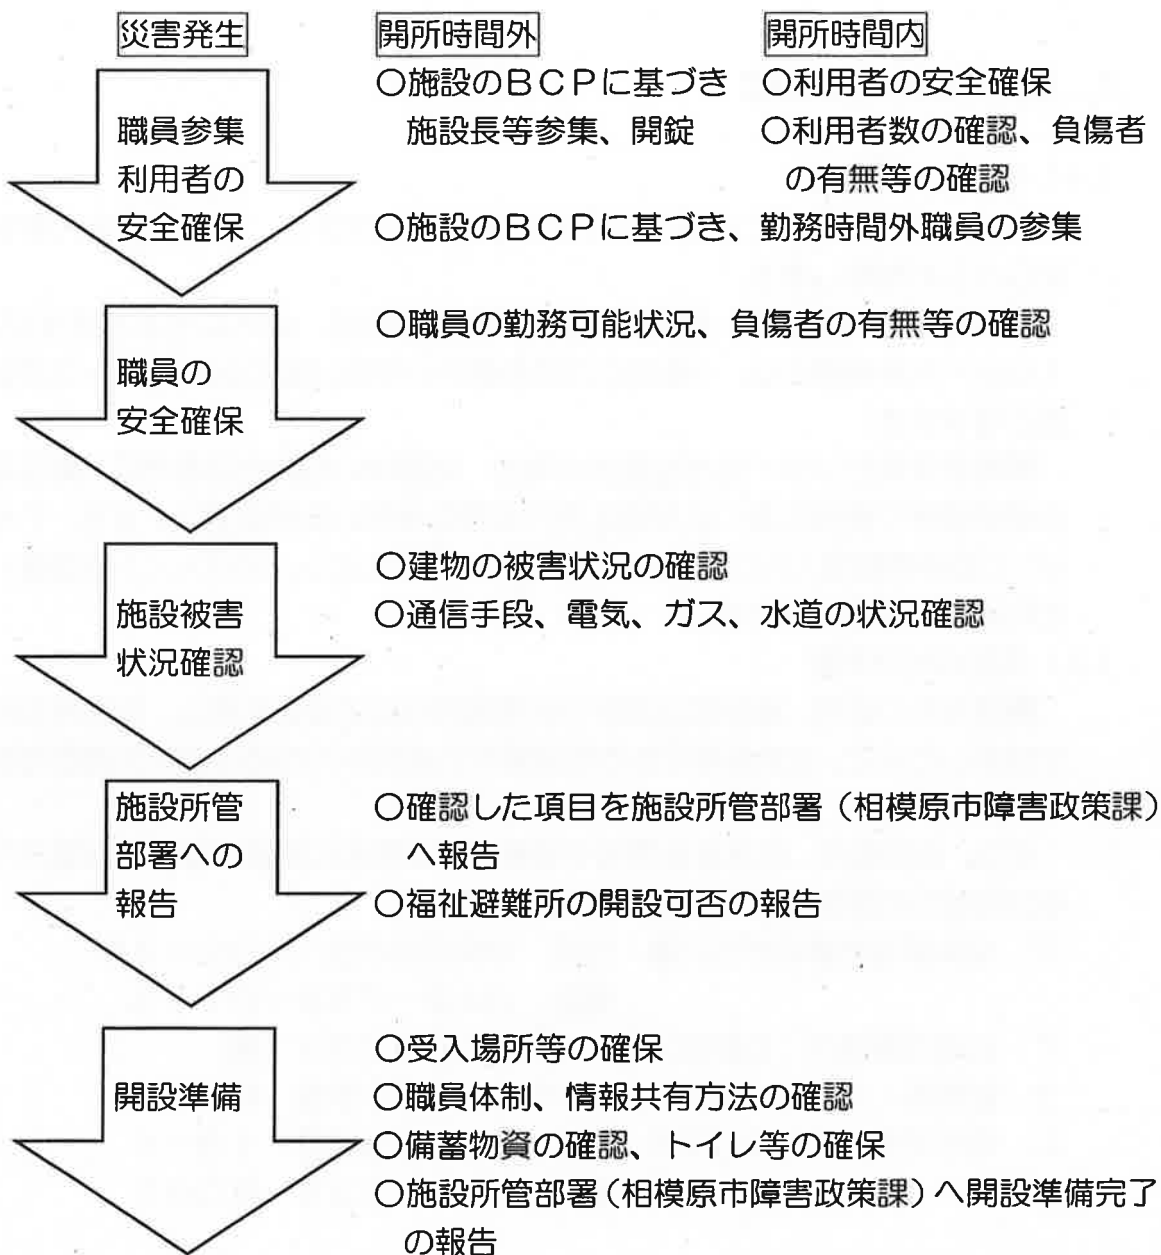 災害発生
開所時間外
開所時間内
職員参集
利用者の
安全確保
○施設のBCPに基づき
施設長等参集、開錠
○利用者の安全確保
○利用者数の確認、負傷者
の有無等の確認
○施設のBCPに基づき、勤務時間外職員の参集
職員の
安全確保
○職員の勤務可能状況、負傷者の有無等の確認
施設被害
状況確認
○建物の被害状況の確認
○通信手段、電気、ガス、水道の状況確認
施設所管
部署への
報告
○確認した項目を施設所管部署(相模原市障害政策課)
へ報告
○福祉避難所の開設可否の報告
開設準備
○受入場所等の確保
○職員体制、情報共有方法の確認
○備蓄物資の確認、トイレ等の確保
○施設所管部署(相模原市障害政策課)へ開設準備完了
の報告